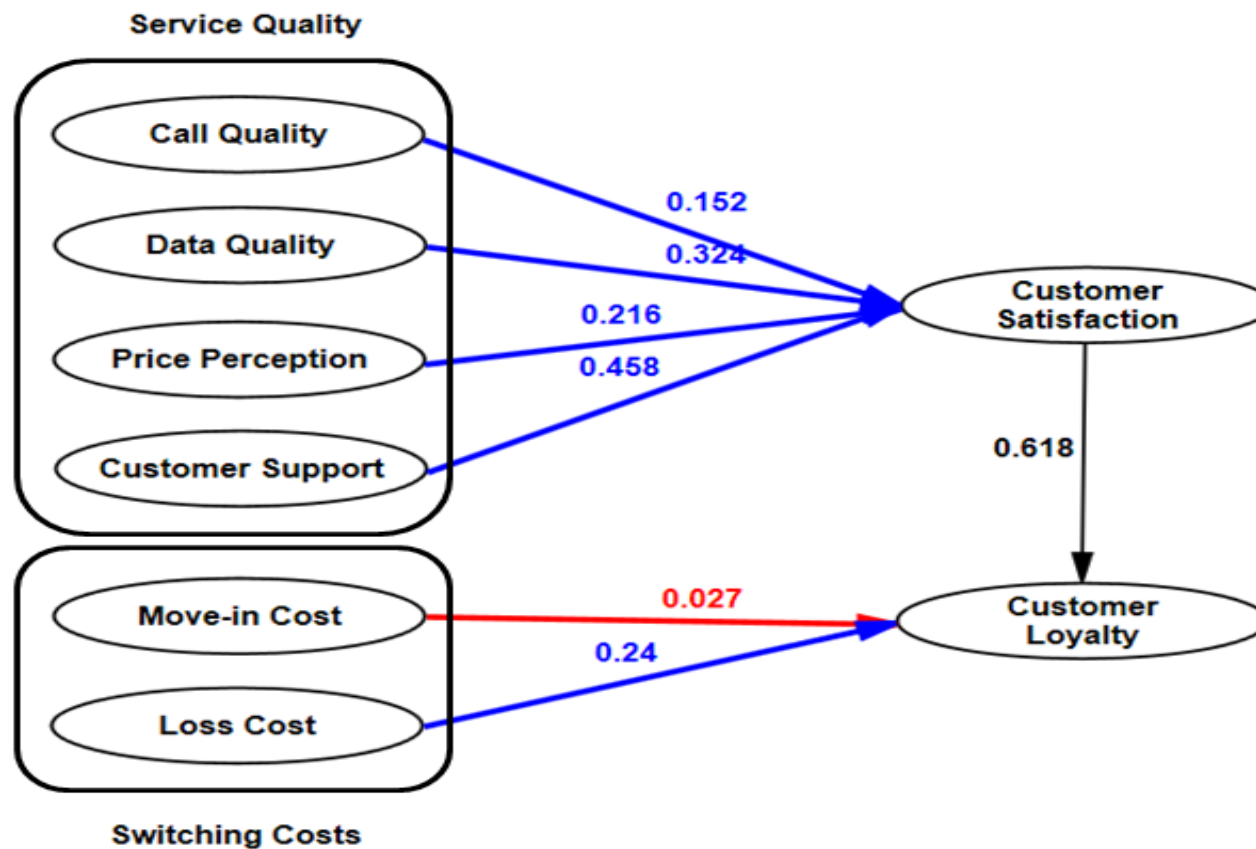 Service Quality
Call Quality
0.152
Data Quality
0.324
Customer
Satisfaction
0.216
Price Perception
0.458
0.618
Customer Support
Move-in Cost
0.027
Customer
Loyalty
0.24
Loss Cost
Switching Costs